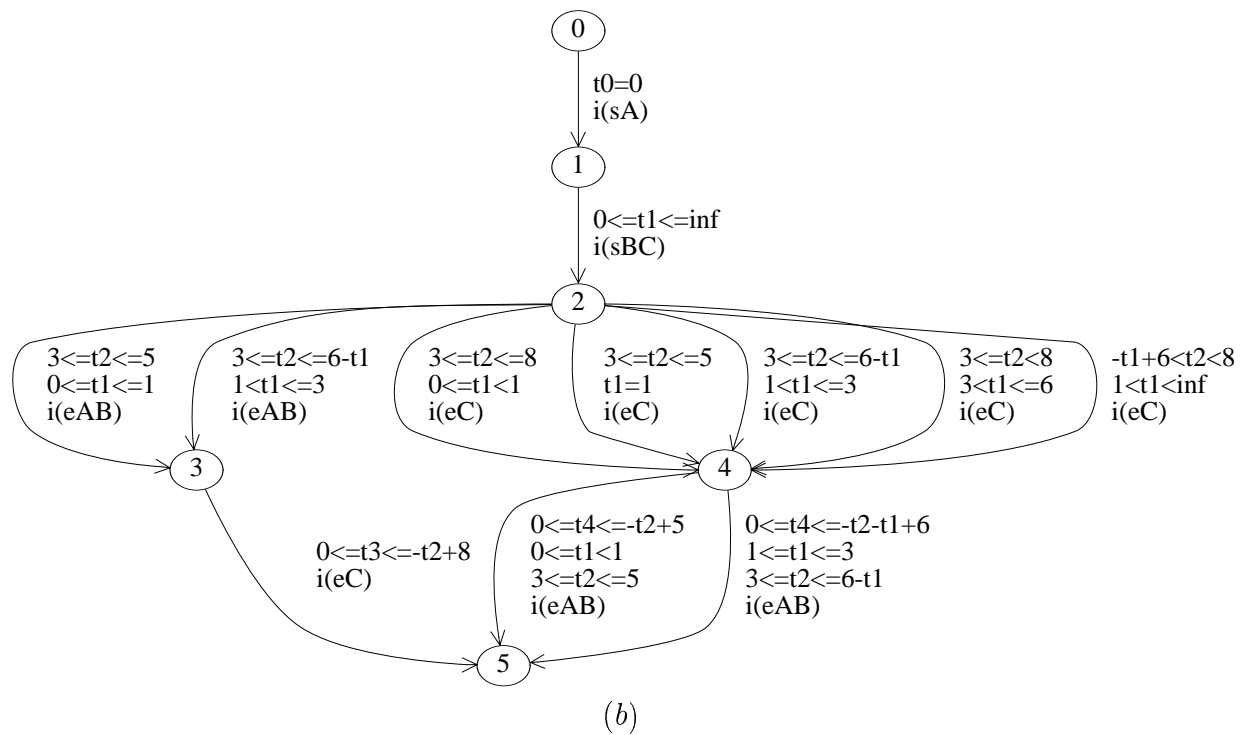 0
t0=0
i(sA)
1
0<=t1<=inf
i(sBC)
2
3<=t2<=5
0<=t1<=1
i(eAB)
3<=t2<=6-t1
1<t1<=3
i(eAB)
3<=t2<=8
0<=t1<1
i(eC)
3<=t2<=5
t1=1
i(eC)
3<=t2<=6-t1
1<t1<=3
i(eC)
3<=t2<8
3<t1<=6
i(eC)
-t1+6<t2<8
1<t1<inf
i(eC)
3
4
0<=t3<=-t2+8
i(eC)
0<=t4<=-t2+5
0<=t1<1
3<=t2<=5
i(eAB)
0<=t4<=-t2-t1+6
1<=t1<=3
3<=t2<=6-t1
i(eAB)
5
(b)